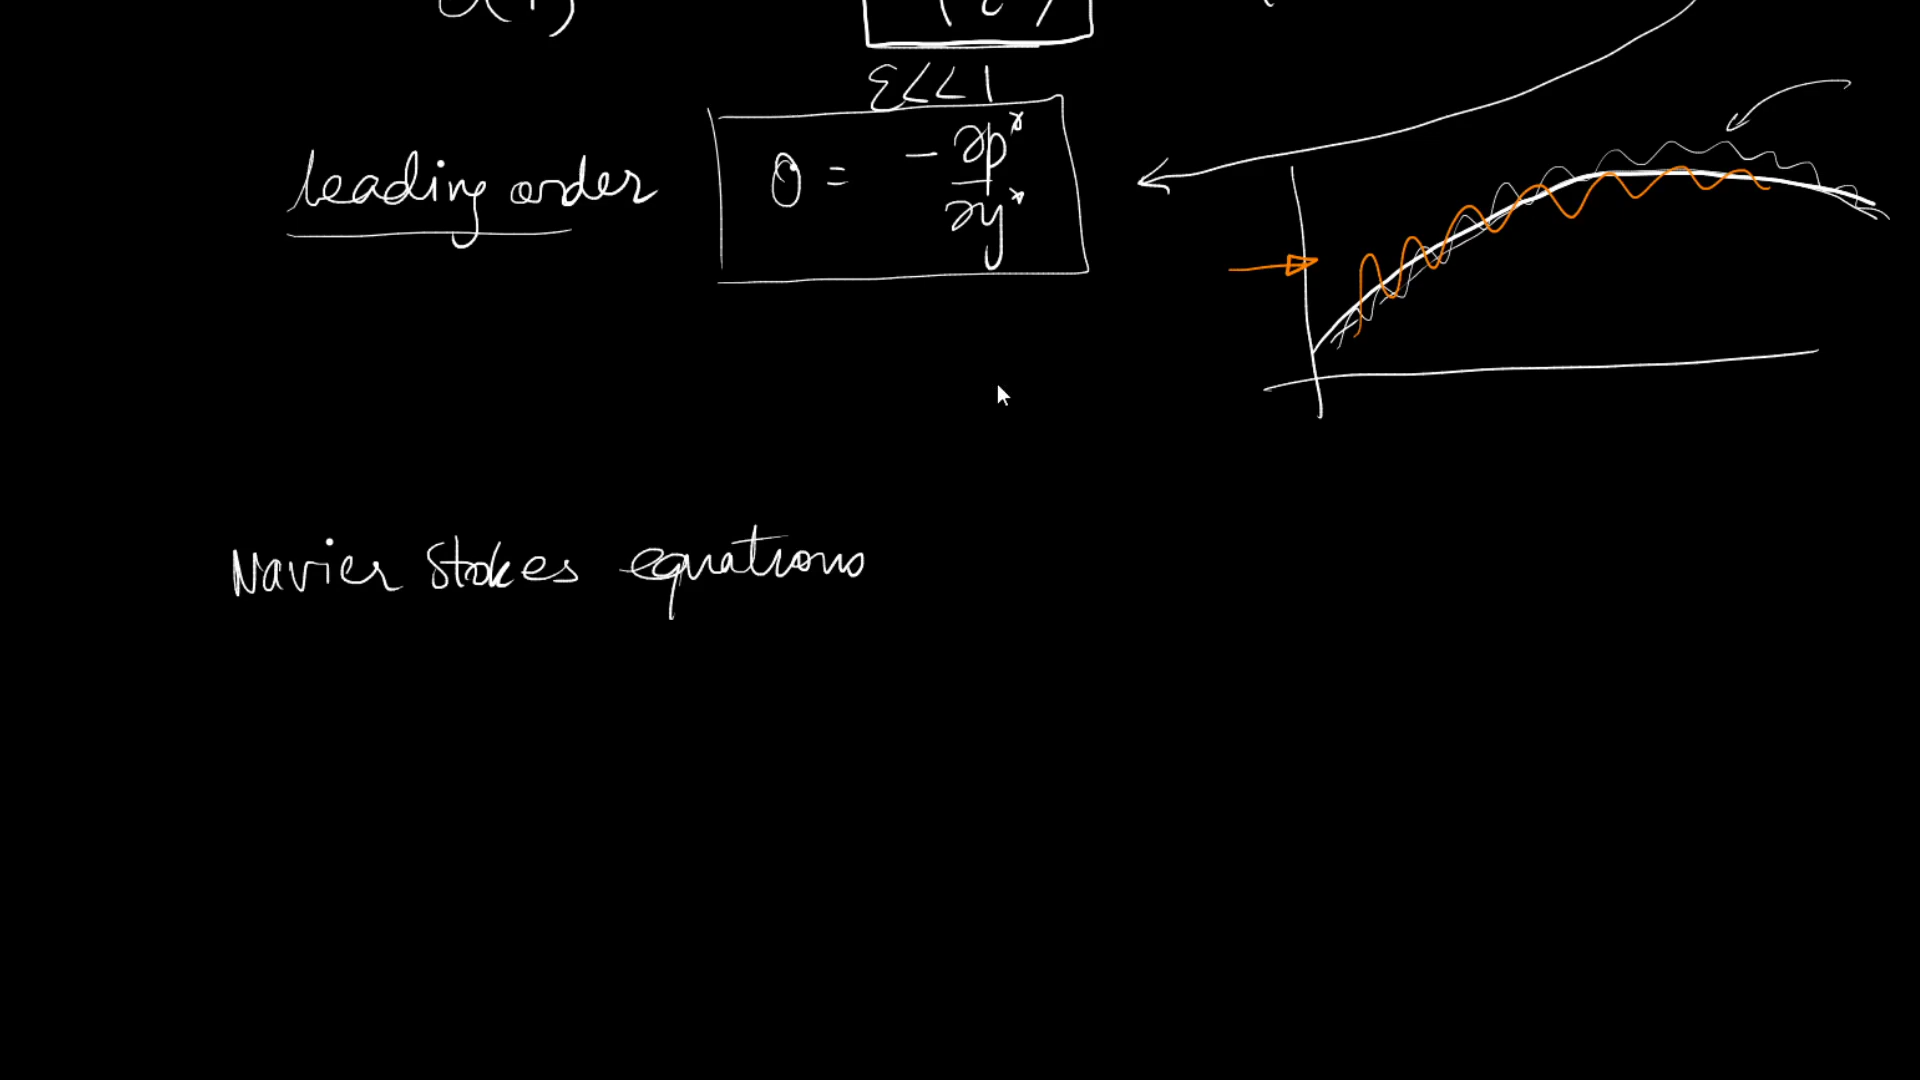 ε<<1
leading order 0 = - ∂p* / ∂y*
Navier Stokes equations